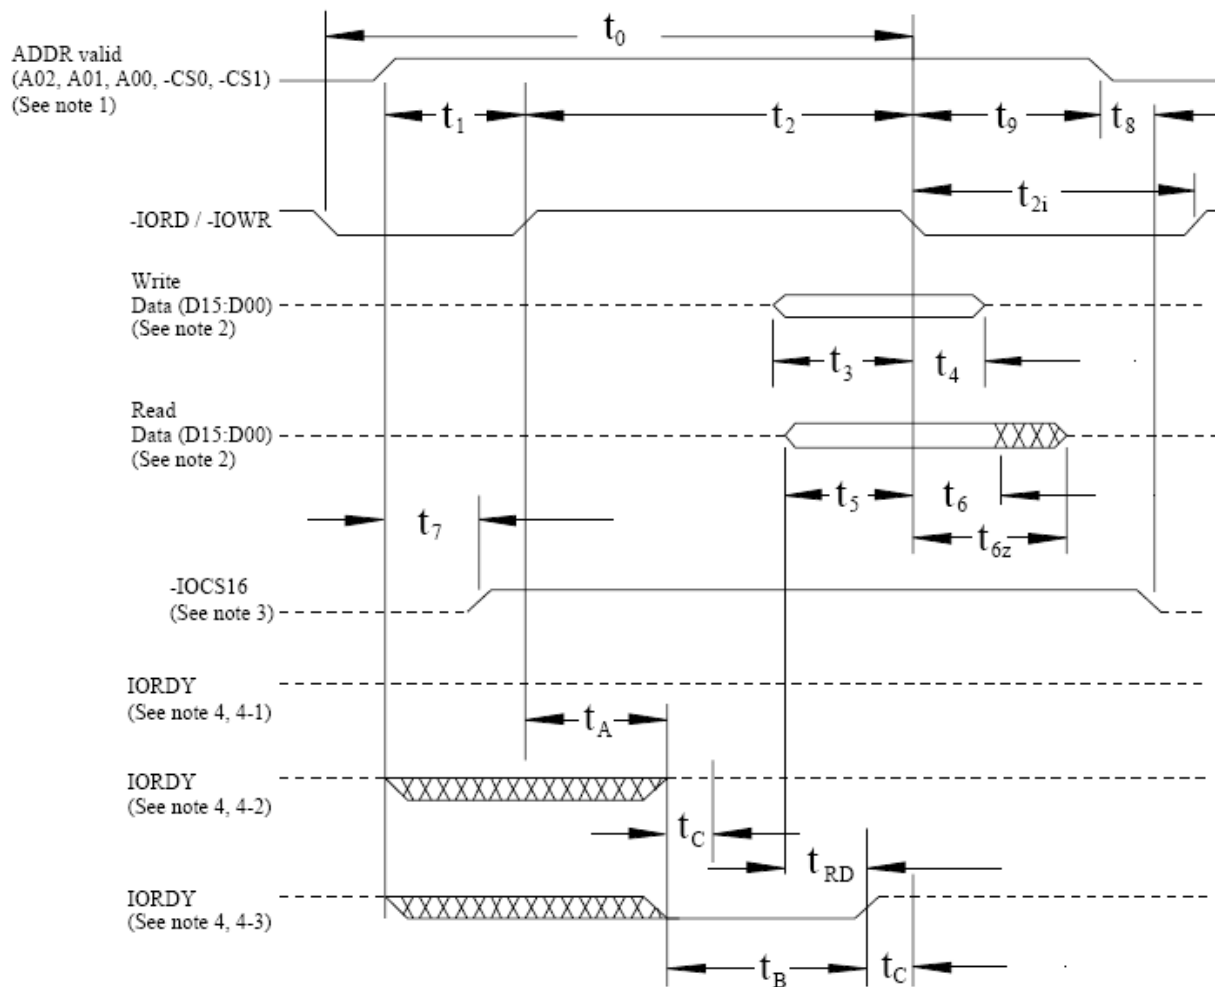 t0
ADDR valid
(A02, A01, A00, -CS0, -CS1)
(See note 1)
t1
t2
t9
t8
t2i
-IORD / -IOWR
Write
Data (D15:D00)
(See note 2)
t3
t4
Read
Data (D15:D00)
(See note 2)
t5
t6
t7
t6z
-IOCS16
(See note 3)
IORDY
(See note 4, 4-1)
tA
IORDY
(See note 4, 4-2)
tC
tRD
IORDY
(See note 4, 4-3)
tB
tC